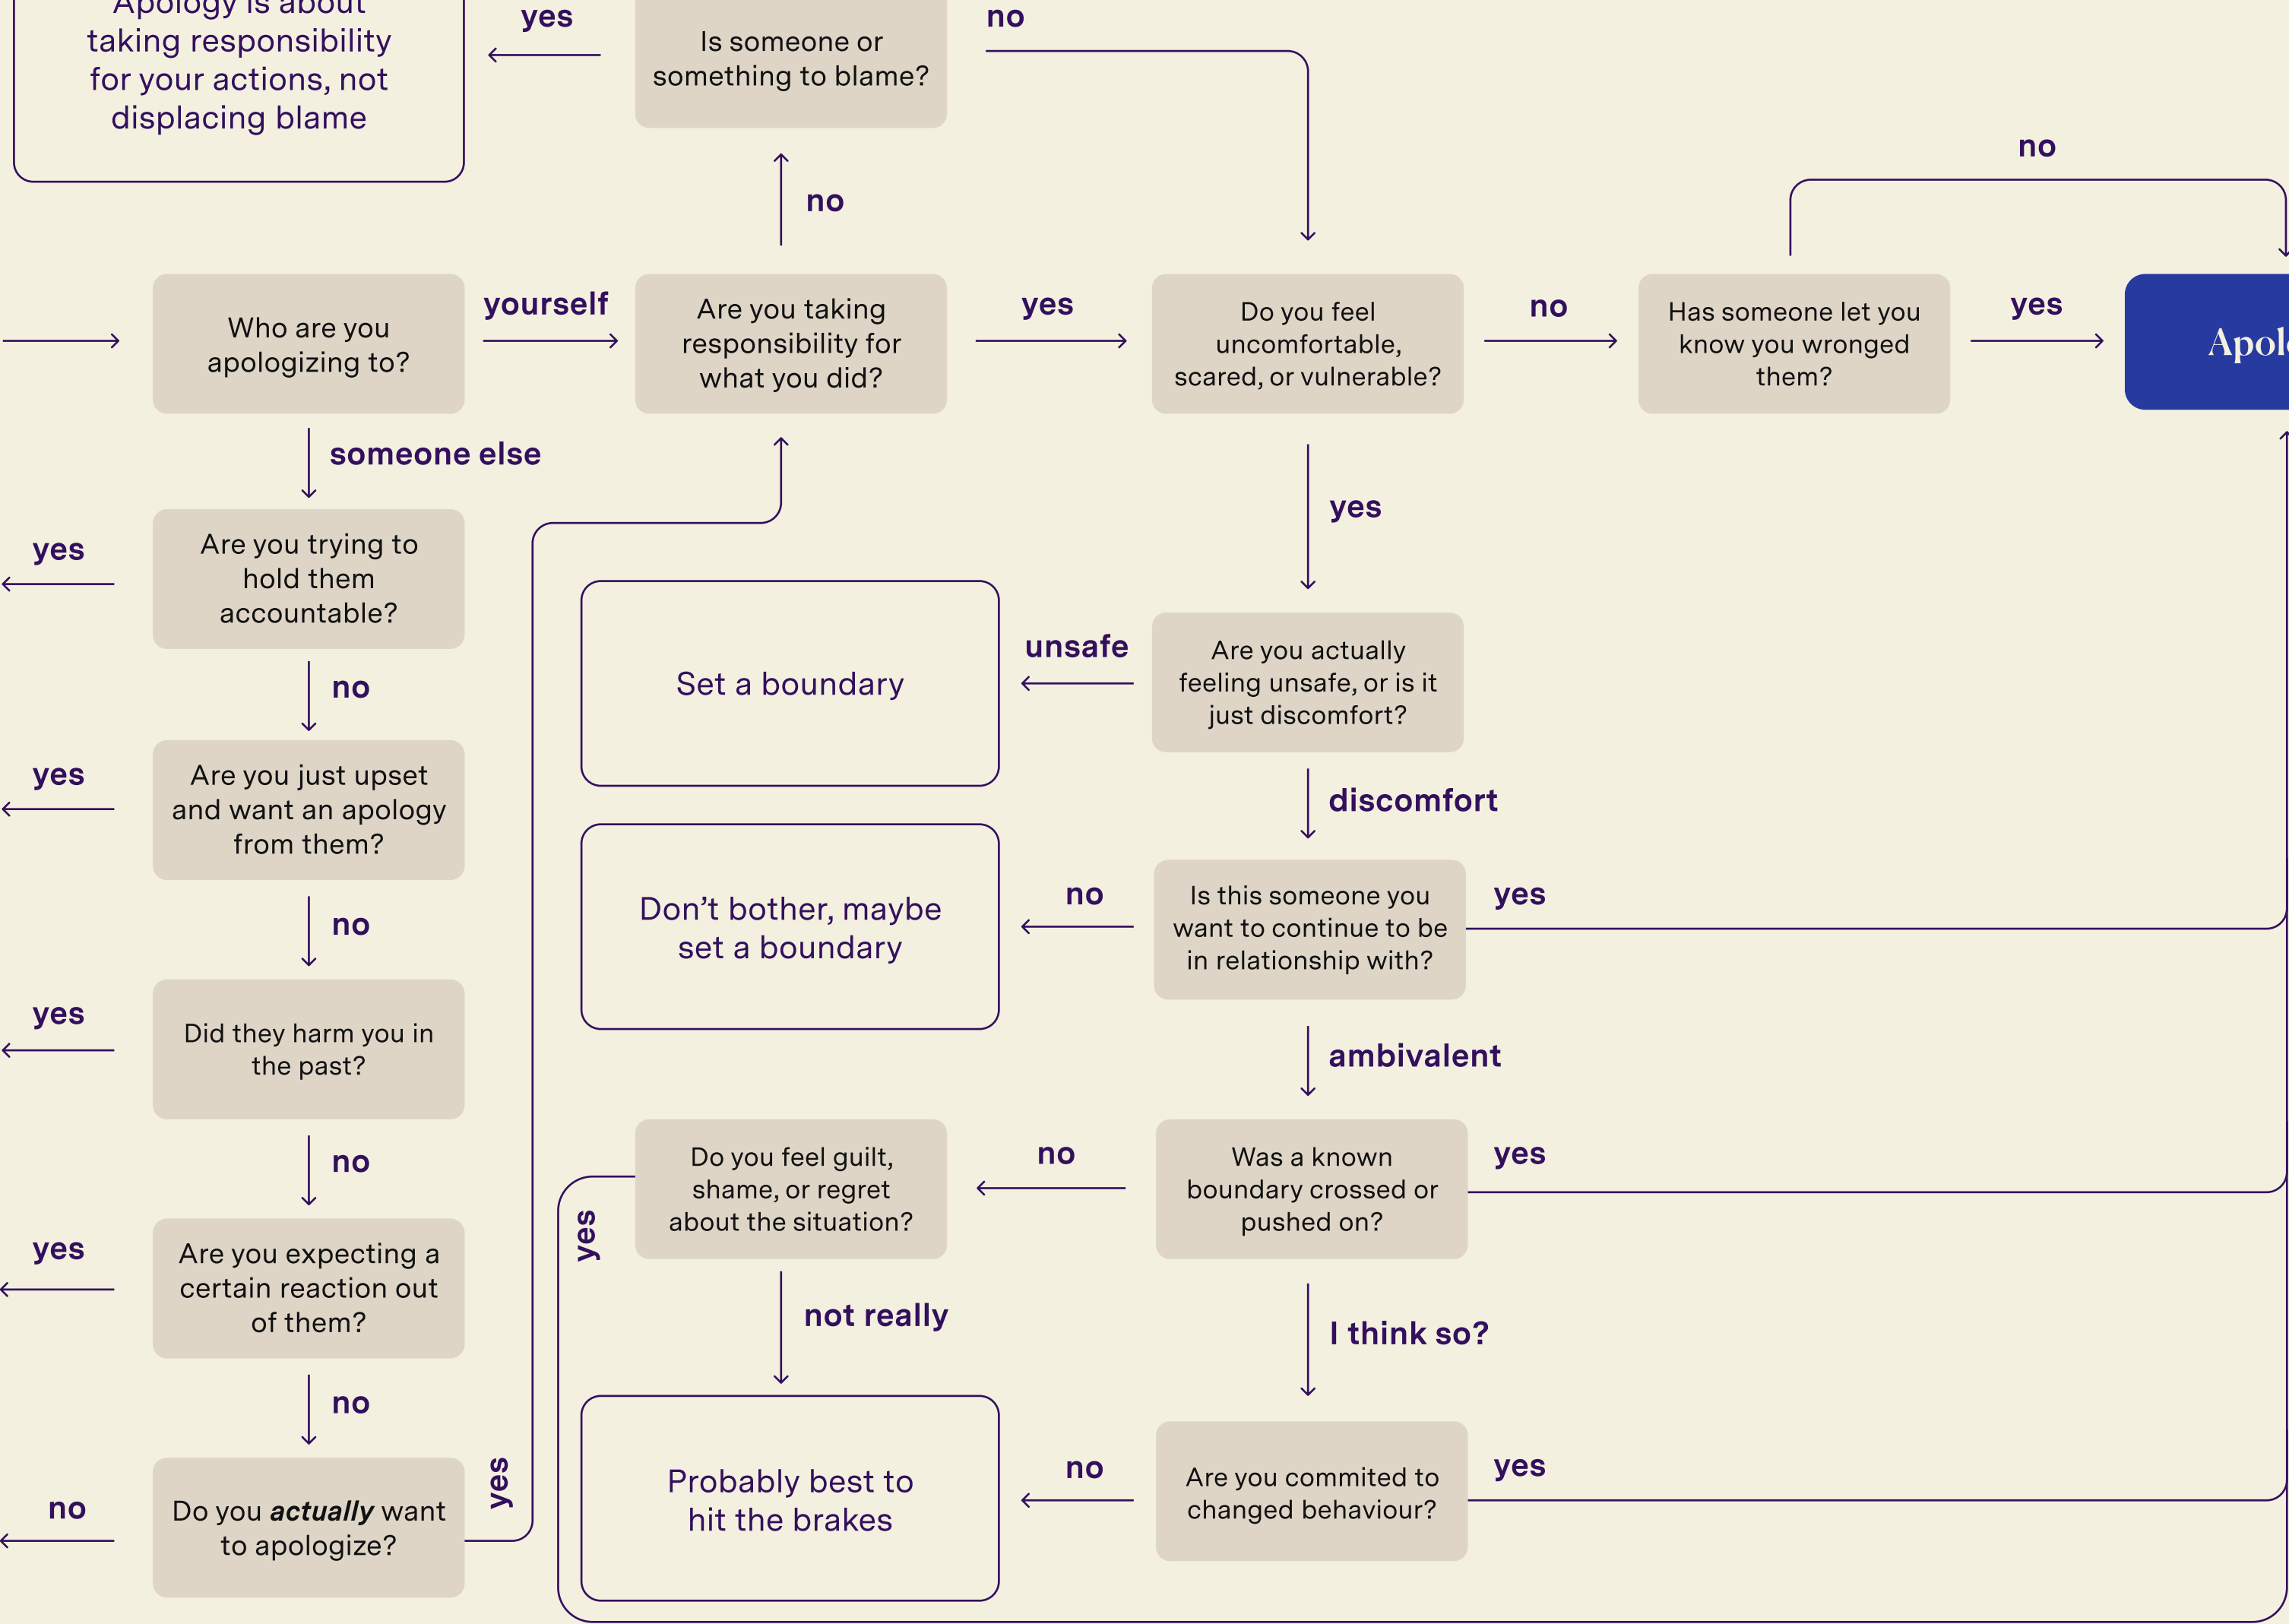 Apology is about
taking responsibility
for your actions, not
displacing blame
yes
Is someone or
something to blame?
no
no
no
Who are you
apologizing to?
yourself
Are you taking
responsibility for
what you did?
yes
Do you feel
uncomfortable,
scared, or vulnerable?
no
Has someone let you
know you wronged
them?
yes
someone else
yes
Are you trying to
hold them
accountable?
yes
no
Set a boundary
unsafe
Are you actually
feeling unsafe, or is it
just discomfort?
yes
Are you just upset
and want an apology
from them?
discomfort
no
Don’t bother, maybe
set a boundary
no
Is this someone you
want to continue to be
in relationship with?
yes
yes
Did they harm you in
the past?
ambivalent
no
Do you feel guilt,
shame, or regret
about the situation?
no
Was a known
boundary crossed or
pushed on?
yes
yes
yes
Are you expecting a
certain reaction out
of them?
not really
I think so?
no
no
Do you actually want
to apologize?
yes
Probably best to
hit the brakes
no
Are you commited to
changed behaviour?
yes